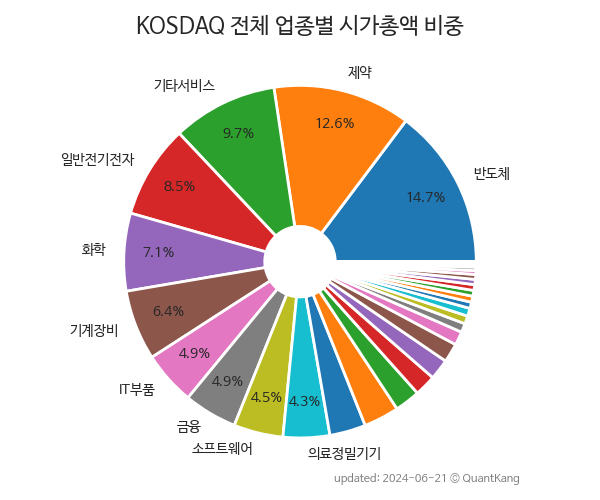 KOSDAQ 전체 업종별 시가총액 비중
제약
기타서비스
12.6%
9.7%
일반전기전자
반도체
8.5%
14.7%
화학
7.1%
6.4%
기계장비
4.9%
IT부품
4.9%
4.5%
4.3%
금융
소프트웨어
의료정밀기기
updated: 2024-06-21 © QuantKang